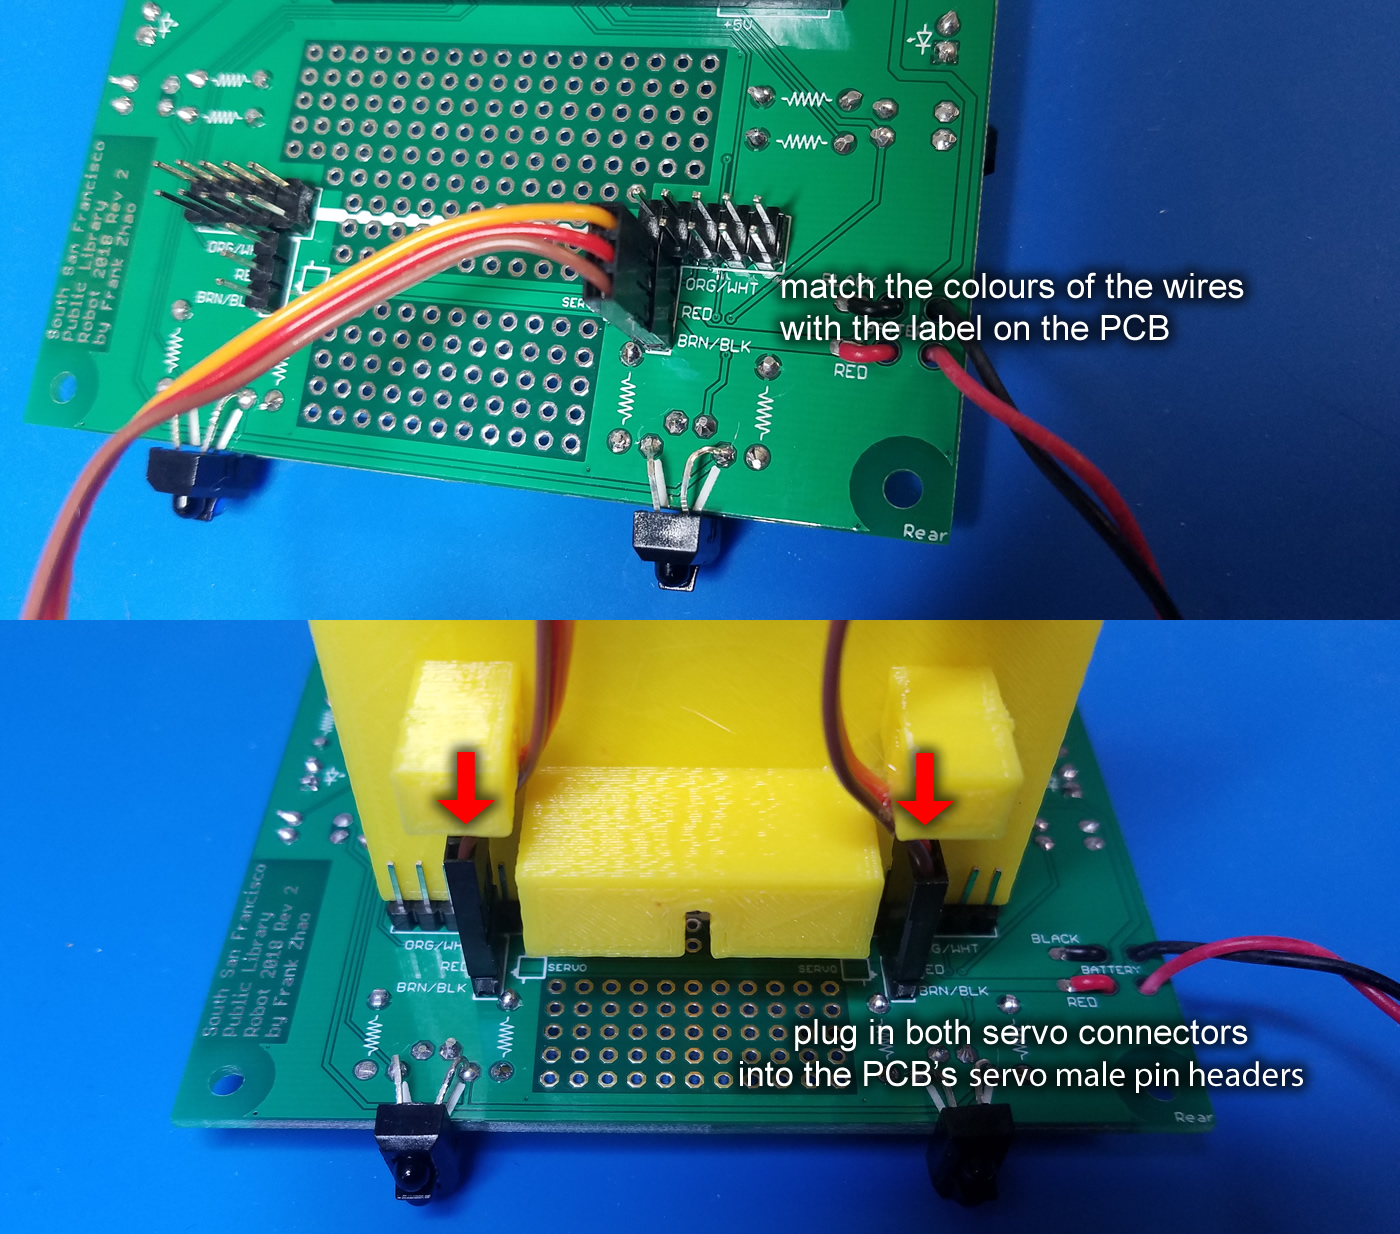 +5V
South San Francisco
Public Library
Robot 2018 Rev 2
by Frank Zhao
BRN/BL
ORG/WHT
RED
BRN/BLK
match the colours of the wires
with the label on the PCB
RED
Rear
South San Francisco
Public Library
Robot 2018 Rev 2
by Frank Zhao
ORG/WH
RED
BRN/BLK
SERVO
SERVO
G/WHT
ED
BRN/BLK
BLACK
BATTERY
RED
plug in both servo connectors
into the PCB's servo male pin headers
Rear